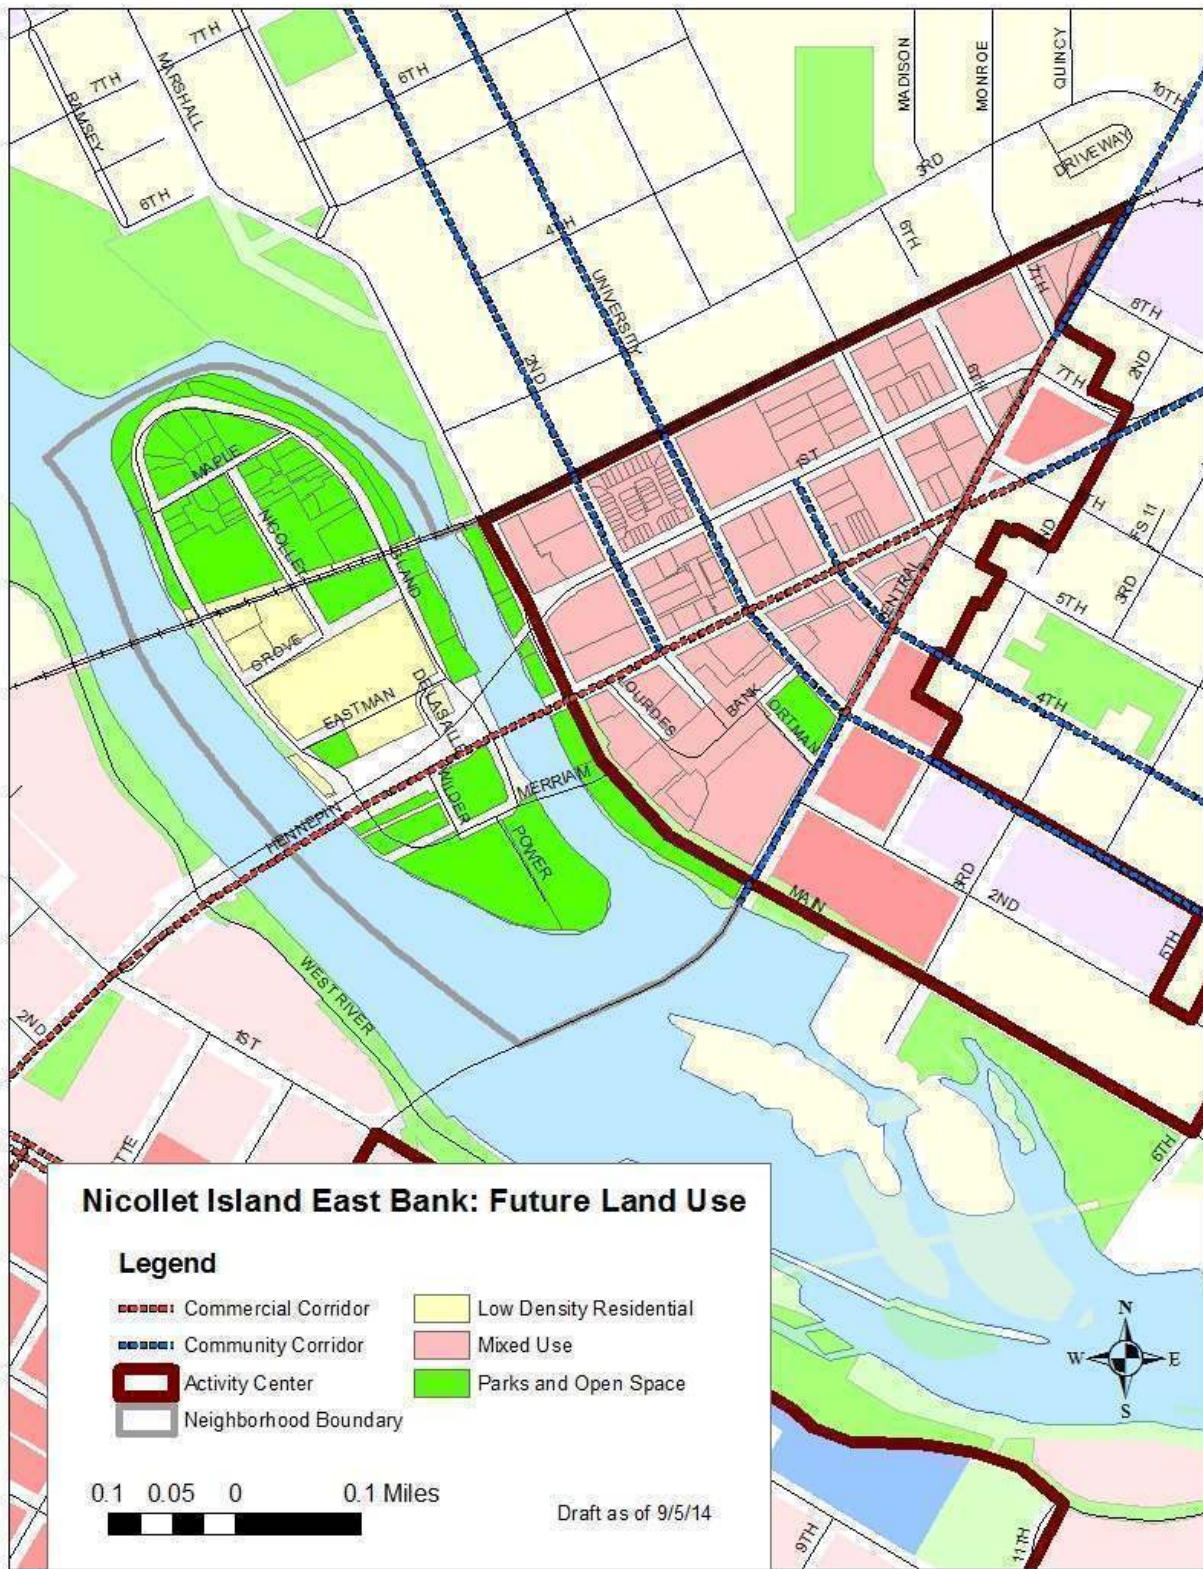 7TH
MARSHALL
7TH
RAMSEY
6TH
6TH
4TH
UNIVERSITY
2ND
MADISON
MONROE
QUINCY
10TH
DRIVEWAY
3RD
6TH
7TH
8TH
2ND
7TH
6TH
1ST
MAPLE
NICOLLET
ISLAND
GROVE
EASTMAN
DELASALLE
WILDER
MERRIAM
POWER
HENNEPIN
LOURDES
BANK
ORTMAN
CENTRAL
5TH
3RD
4TH
MAIN
3RD
2ND
5TH
6TH
WEST RIVER
1ST
2ND
9TH
11TH
Nicollet Island East Bank: Future Land Use
Legend
Commercial Corridor
Community Corridor
Activity Center
Neighborhood Boundary
Low Density Residential
Mixed Use
Parks and Open Space
0.1 0.05 0 0.1 Miles
Draft as of 9/5/14
N
W E
S